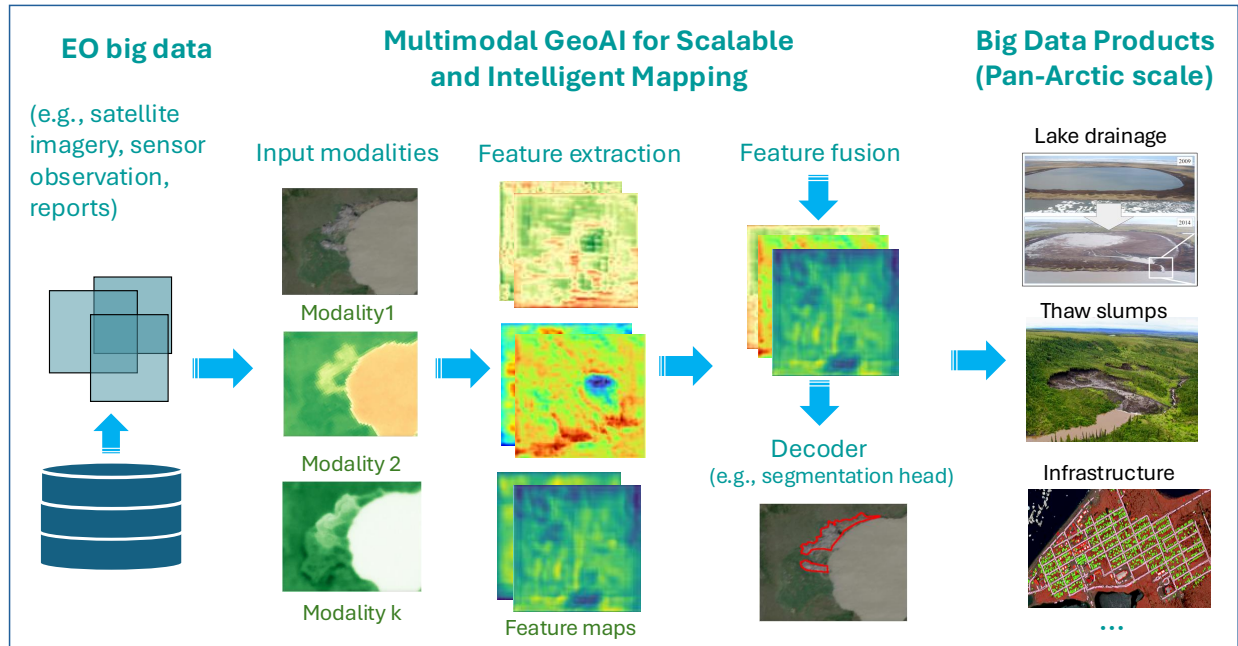 EO big data
(e.g., satellite
imagery, sensor
observation,
reports)
Multimodal GeoAI for Scalable
and Intelligent Mapping
Input modalities
Modality1
Modality 2
Modality k
Feature extraction
Feature maps
Feature fusion
Decoder
(e.g., segmentation head)
Big Data Products
(Pan-Arctic scale)
Lake drainage
2009
2014
Thaw slumps
Infrastructure
...